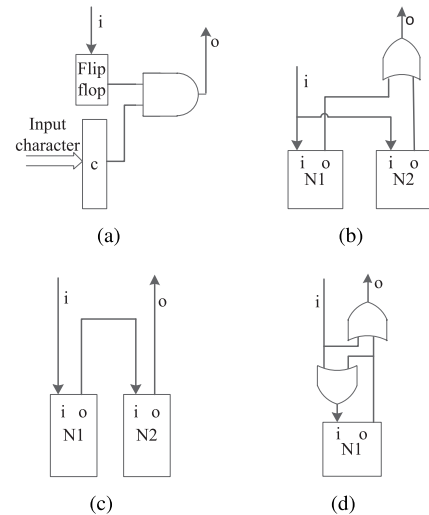 i
o
Flip
flop
Input
character
c
(a)
o
i
i o
N1
i o
N2
(b)
i
o
i o
N1
i o
N2
(c)
i
o
i o
N1
(d)